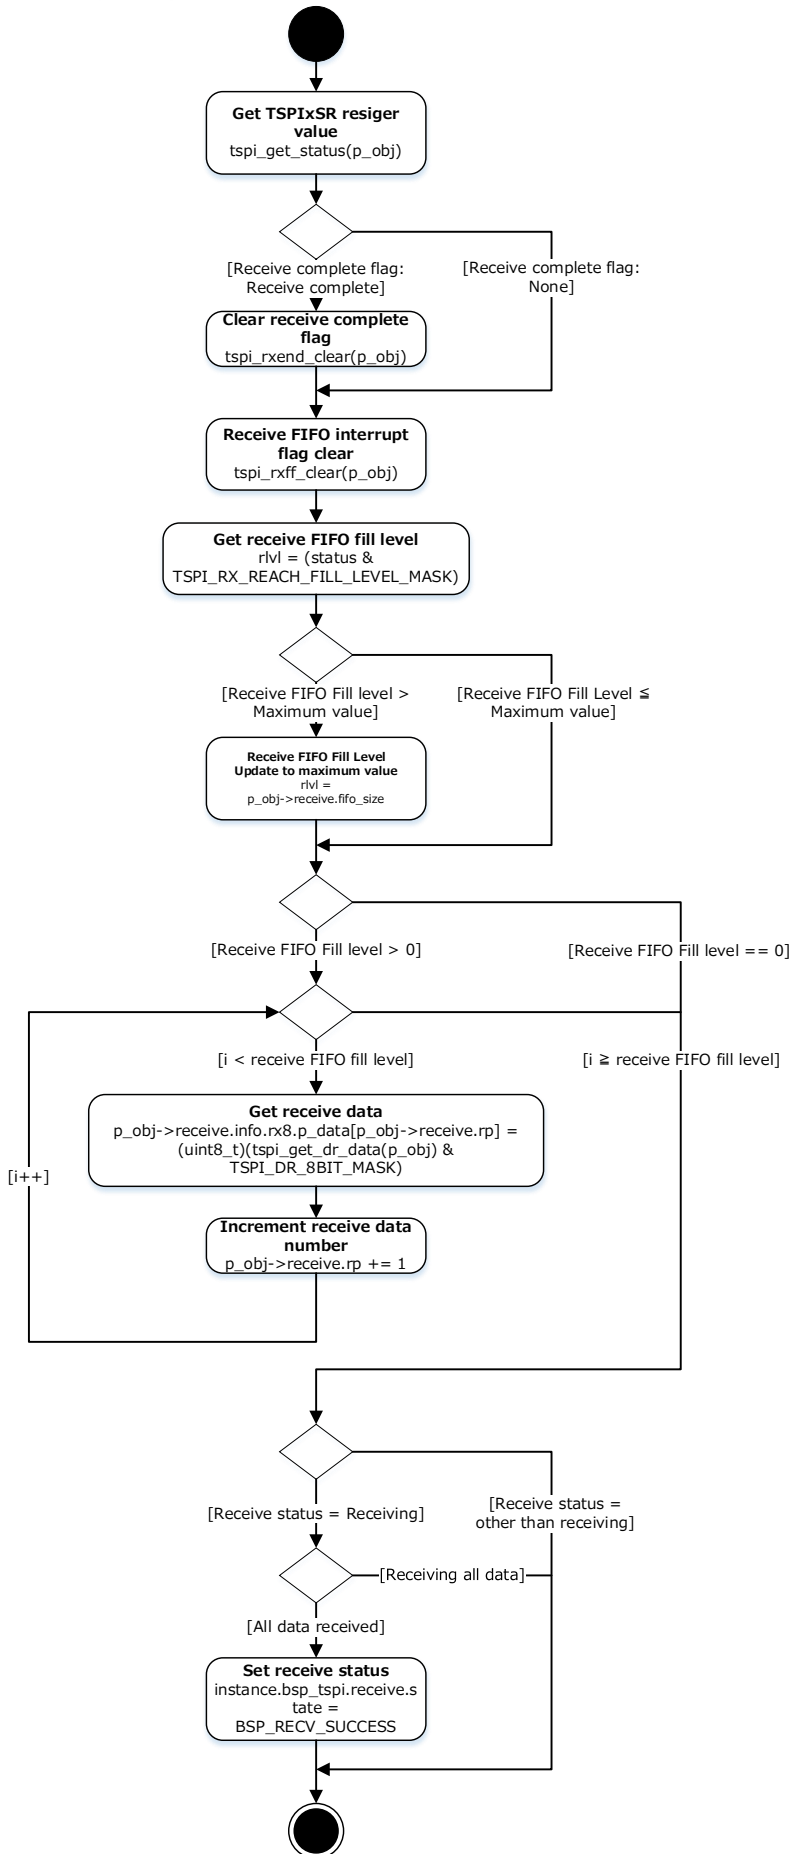 Get TSPIxSR resiger
value
tspi_get_status(p_obj)
[Receive complete flag:
Receive complete]
[Receive complete flag:
None]
Clear receive complete
flag
tspi_rxend_clear(p_obj)
Receive FIFO interrupt
flag clear
tspi_rxff_clear(p_obj)
Get receive FIFO fill level
rlvl = (status &
TSPI_RX_REACH_FILL_LEVEL_MASK)
[Receive FIFO Fill level >
Maximum value]
[Receive FIFO Fill Level ≦
Maximum value]
Receive FIFO Fill Level
Update to maximum value
rlvl =
p_obj->receive.fifo_size
[Receive FIFO Fill level > 0]
[Receive FIFO Fill level == 0]
[i < receive FIFO fill level]
[i ≧ receive FIFO fill level]
Get receive data
p_obj->receive.info.rx8.p_data[p_obj->receive.rp] =
(uint8_t)(tspi_get_dr_data(p_obj) &
TSPI_DR_8BIT_MASK)
[i++]
Increment receive data
number
p_obj->receive.rp += 1
[Receive status = Receiving]
[Receive status =
other than receiving]
[Receiving all data]
[All data received]
Set receive status
instance.bsp_tspi.receive.s
tate =
BSP_RECV_SUCCESS